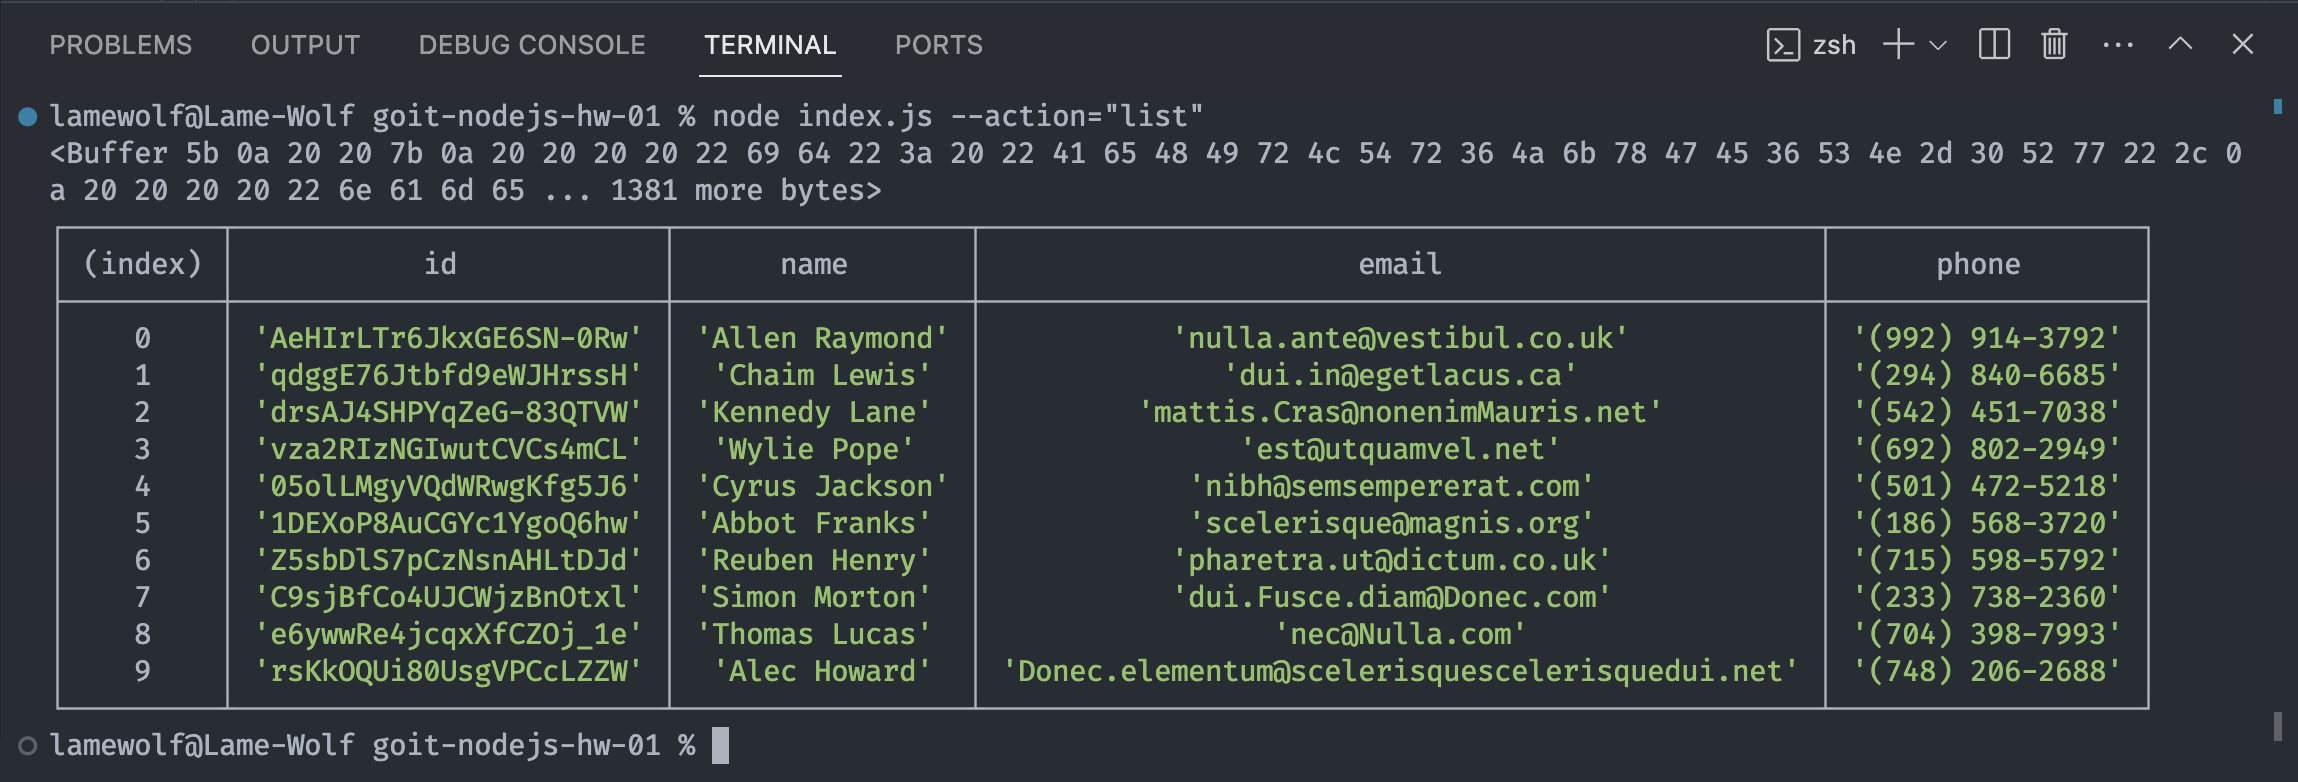 PROBLEMS OUTPUT DEBUG CONSOLE TERMINAL PORTS zsh
lamewolf@Lame-Wolf goit-nodejs-hw-01 % node index.js --action="list"
<Buffer 5b 0a 20 20 7b 0a 20 20 20 20 22 69 64 22 3a 20 22 41 65 48 49 72 4c 54 72 36 4a 6b 78 47 45 36 53 4e 2d 30 52 77 22 2c 0
a 20 20 20 20 22 6e 61 6d 65 ... 1381 more bytes>
(index) id name email phone
0 'AeHIrLTr6JkxGE6SN-0Rw' 'Allen Raymond' 'nulla.ante@vestibul.co.uk' '(992) 914-3792'
1 'qdggE76Jtbfd9eWJHrssH' 'Chaim Lewis' 'dui.in@egetlacus.ca' '(294) 840-6685'
2 'drsAJ4SHPYqZeG-83QTVW' 'Kennedy Lane' 'mattis.Cras@nonenimMauris.net' '(542) 451-7038'
3 'vza2RIzNGIwutCVCs4mCL' 'Wylie Pope' 'est@utquamvel.net' '(692) 802-2949'
4 '05olLMgyVQdWRwgKfg5J6' 'Cyrus Jackson' 'nibh@semsempererat.com' '(501) 472-5218'
5 '1DEXoP8AuCGYc1YgoQ6hw' 'Abbot Franks' 'scelerisque@magnis.org' '(186) 568-3720'
6 'Z5sbDlS7pCzNsnAHLtDJd' 'Reuben Henry' 'pharetra.ut@dictum.co.uk' '(715) 598-5792'
7 'C9sjBfCo4UJCWjzBnOtxl' 'Simon Morton' 'dui.Fusce.diam@Donec.com' '(233) 738-2360'
8 'e6ywwRe4jcqxXfCZOj_1e' 'Thomas Lucas' 'nec@Nulla.com' '(704) 398-7993'
9 'rsKkOQUi80UsgVPCcLZZW' 'Alec Howard' 'Donec.elementum@scelerisquescelerisquedui.net' '(748) 206-2688'
lamewolf@Lame-Wolf goit-nodejs-hw-01 %